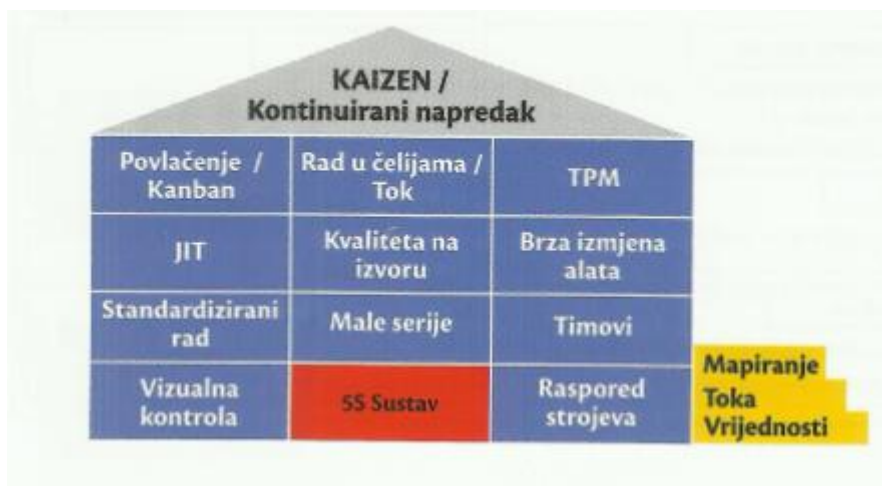 KAIZEN /
Kontinuirani napredak
Povlačenje /
Kanban
Rad u čelijama /
Tok
TPM
JIT
Kvaliteta na
izvoru
Brza izmjena
alata
Standardizirani
rad
Male serije
Timovi
Vizualna
kontrola
5S Sustav
Raspored
strojeva
Mapiranje
Toka
Vrijednosti